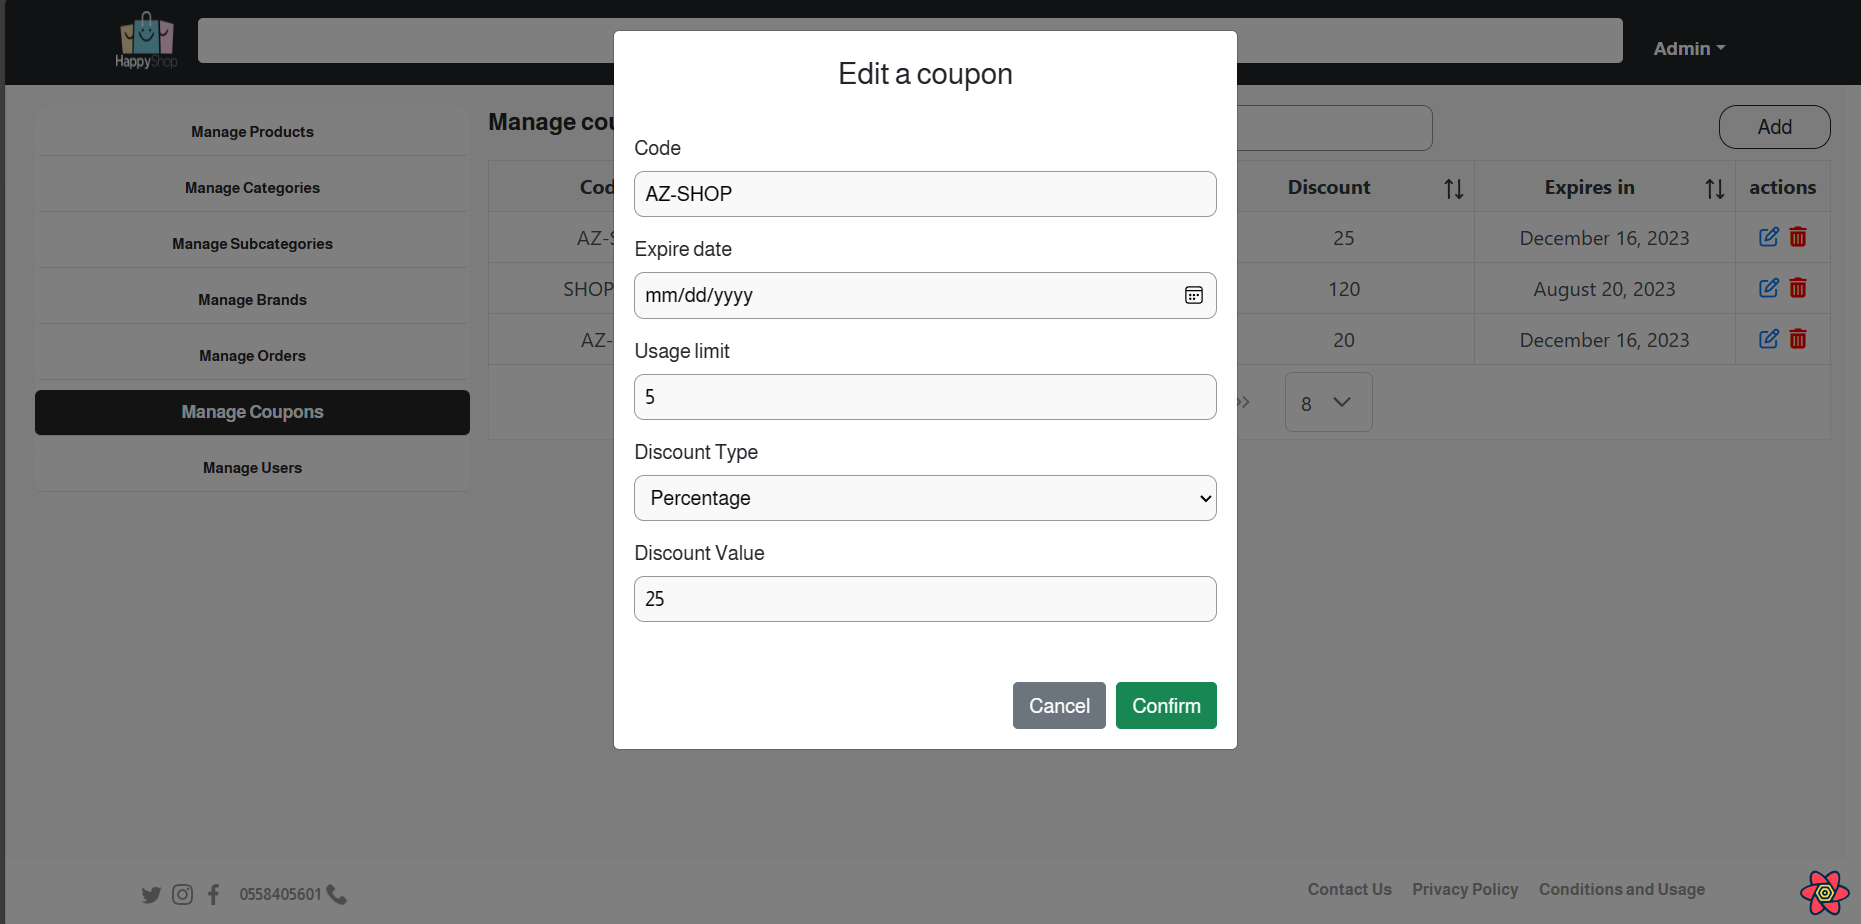 HappyShop
Admin
Edit a coupon
Manage Products
Manage Categories
Manage Subcategories
Manage Brands
Manage Orders
Manage Coupons
Manage Users
Manage cou
Add
Cod Discount Expires in actions
AZ-S 25 December 16, 2023
SHOP 120 August 20, 2023
AZ- 20 December 16, 2023
» 8
Code
AZ-SHOP
Expire date
mm/dd/yyyy
Usage limit
5
Discount Type
Percentage
Discount Value
25
Cancel Confirm
0558405601
Contact Us Privacy Policy Conditions and Usage